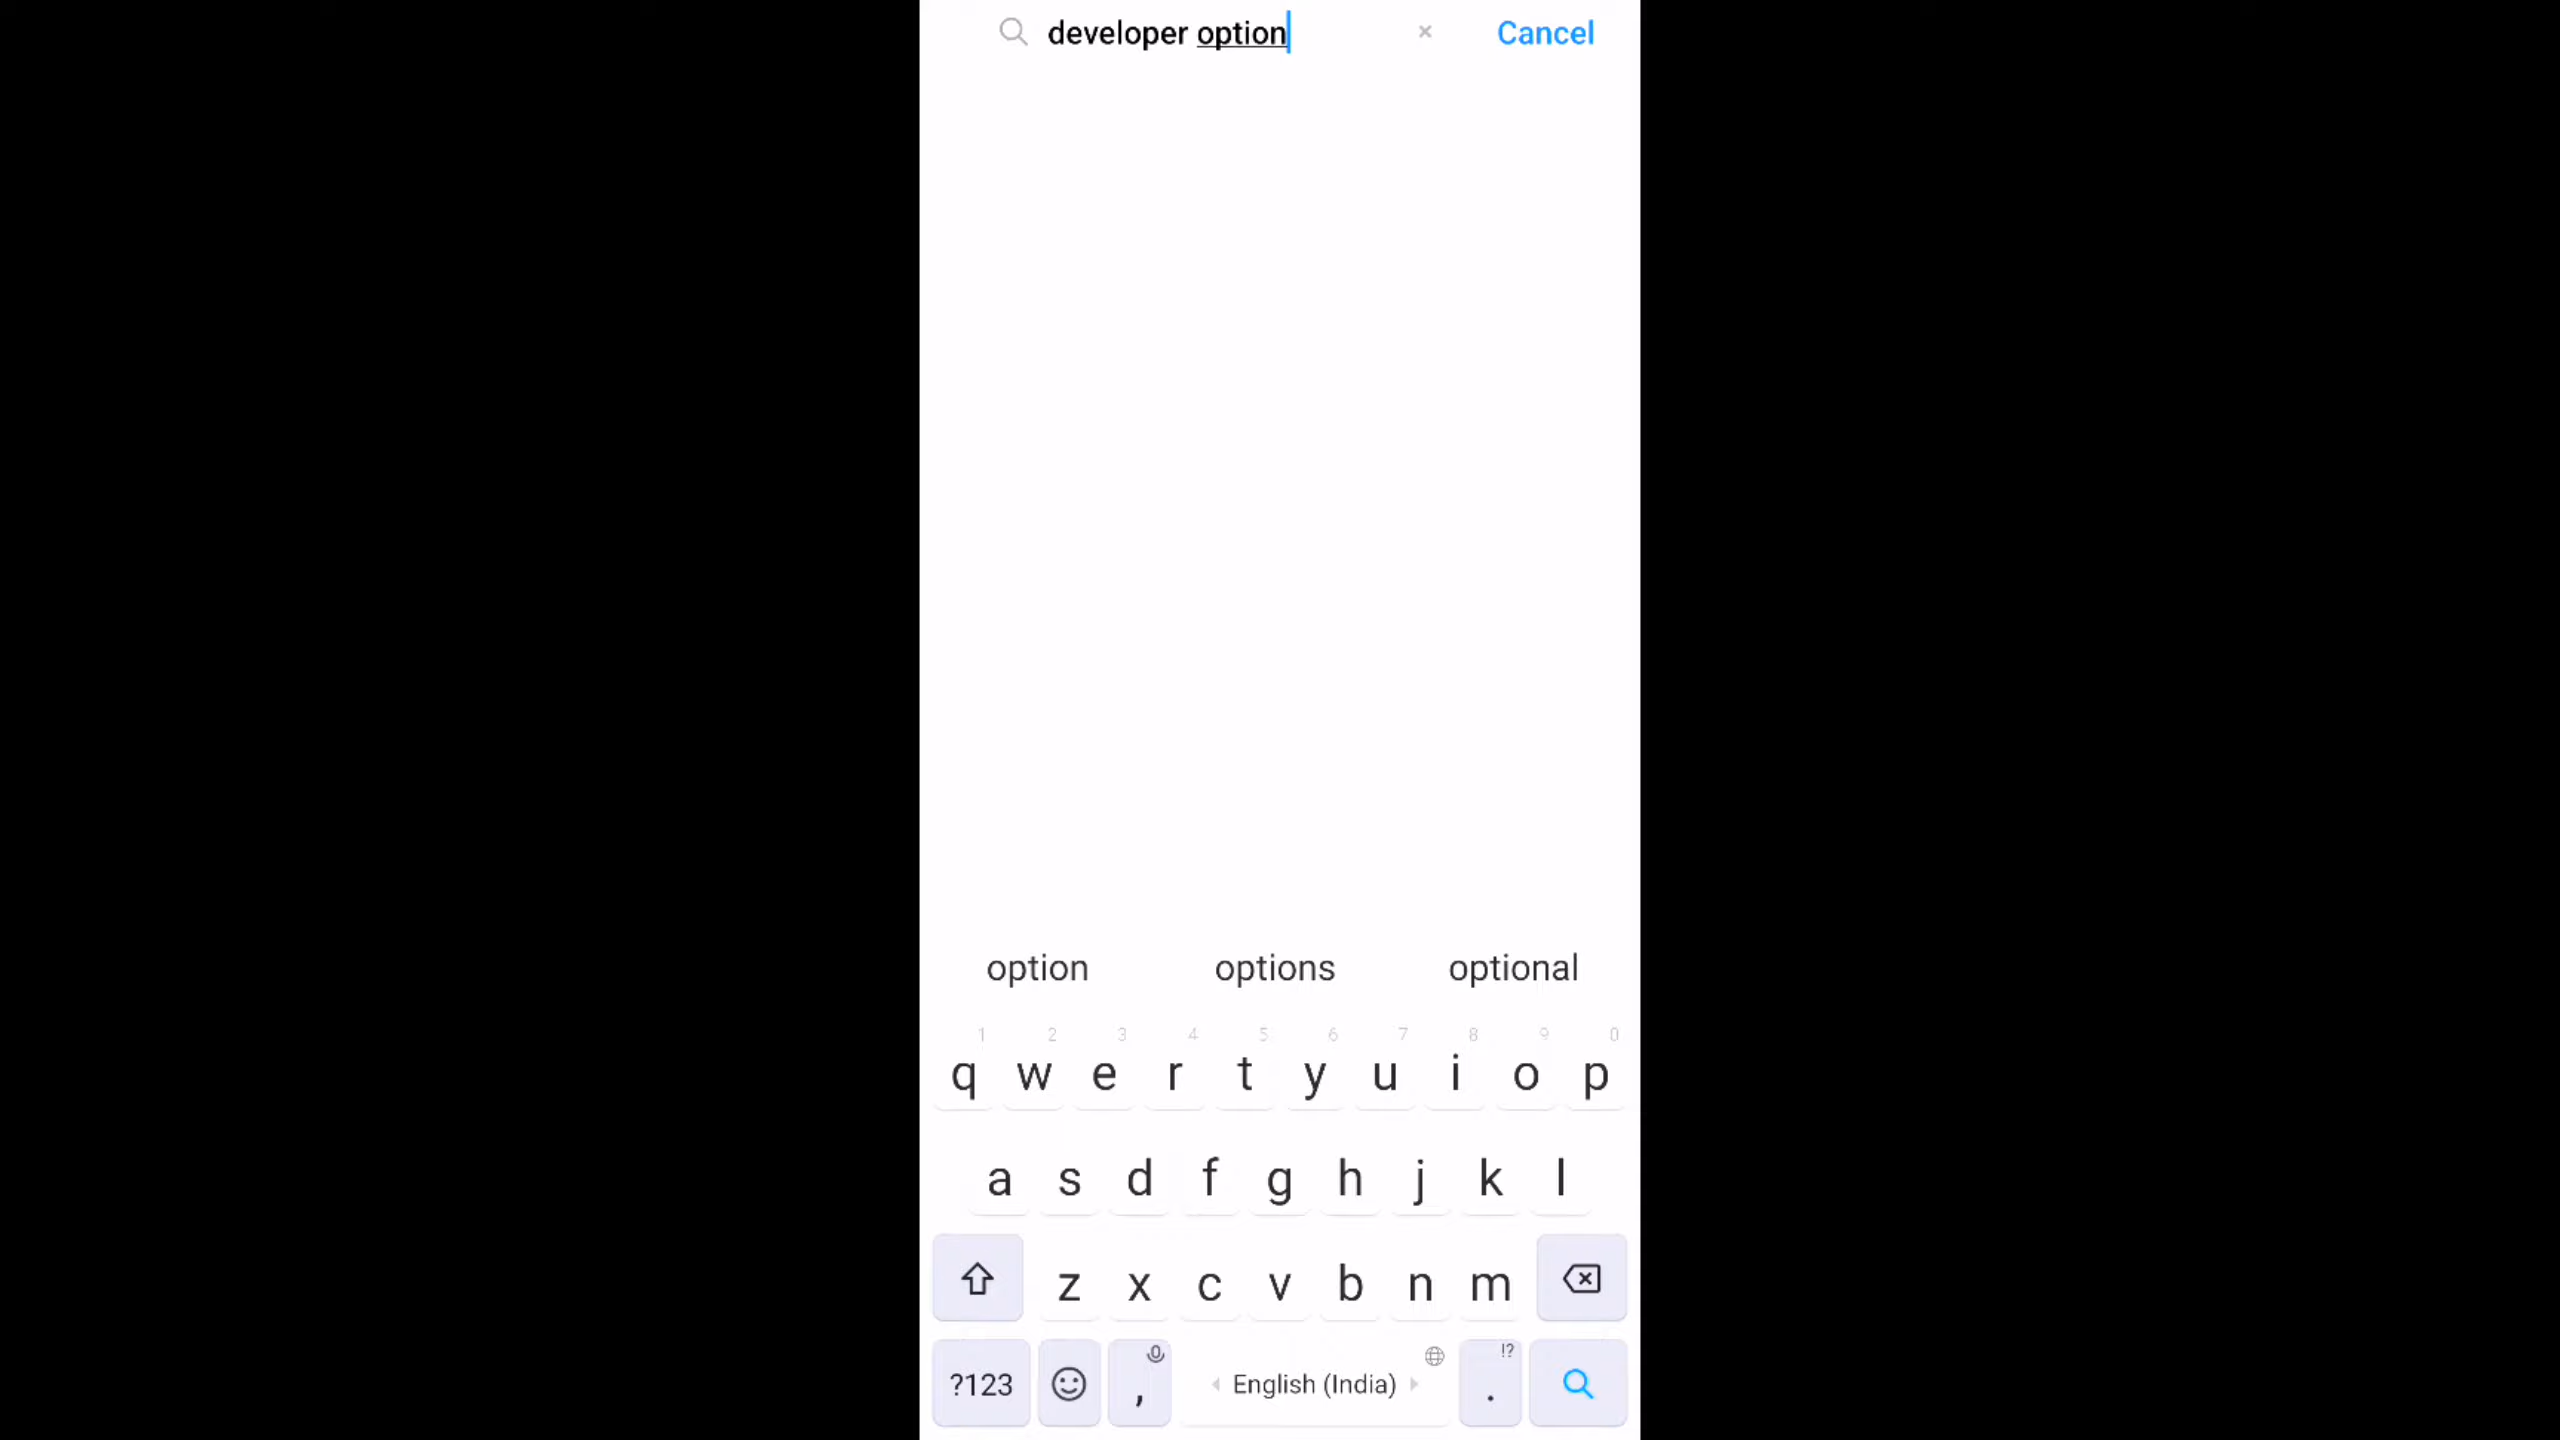 developer option × Cancel
option options optional
1 2 3 4 5 6 7 8 9 0
q w e r t y u i o p
a s d f g h j k l
z x c v b n m
!?
?123 , English (India) .